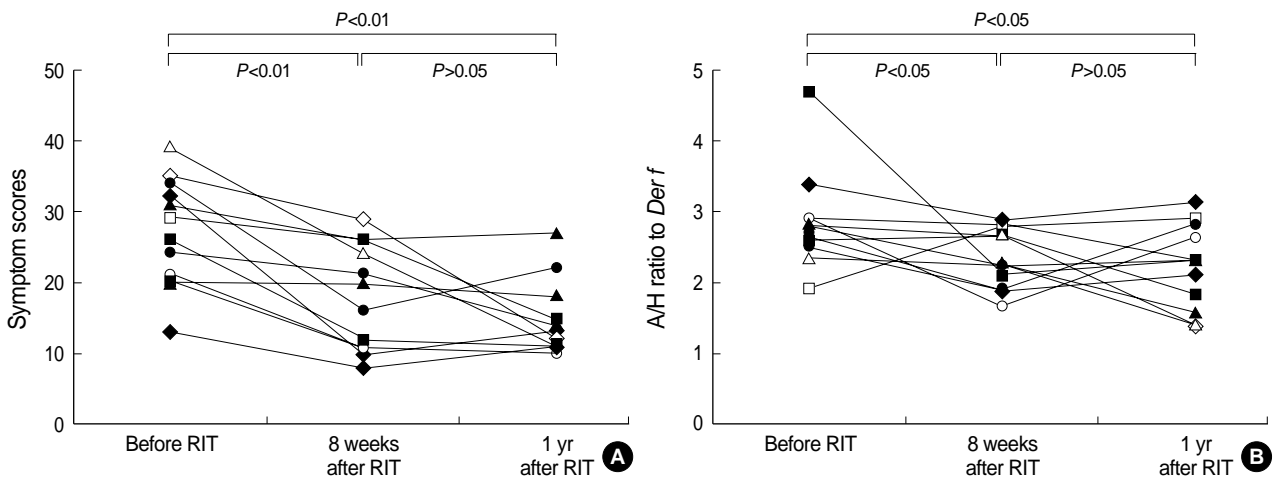 P<0.01
P<0.01
P>0.05
50
40
30
20
10
0
Symptom scores
Before RIT
8 weeks
after RIT
1 yr
after RIT
A
P<0.05
P<0.05
P>0.05
5
4
3
2
1
0
A/H ratio to Der f
Before RIT
8 weeks
after RIT
1 yr
after RIT
B